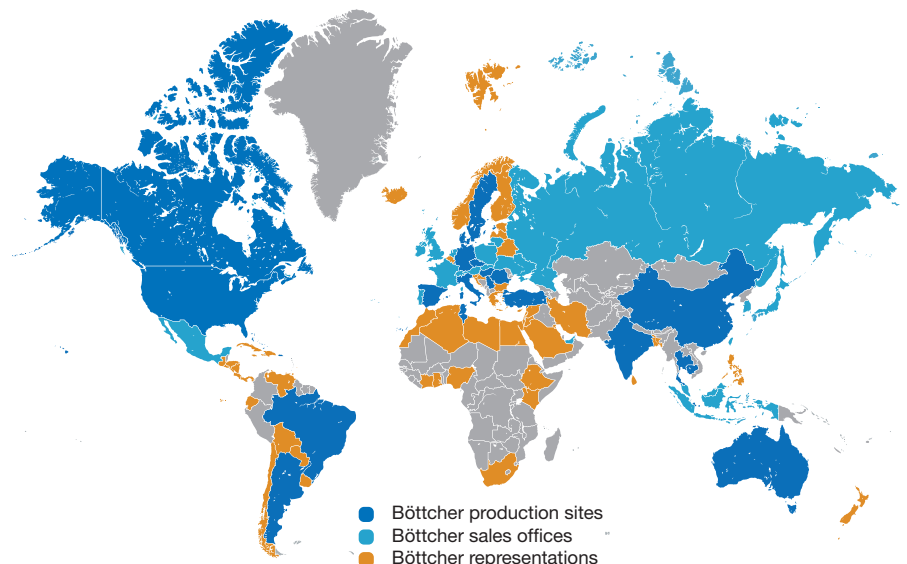 Böttcher production sites
Böttcher sales offices
Böttcher representations